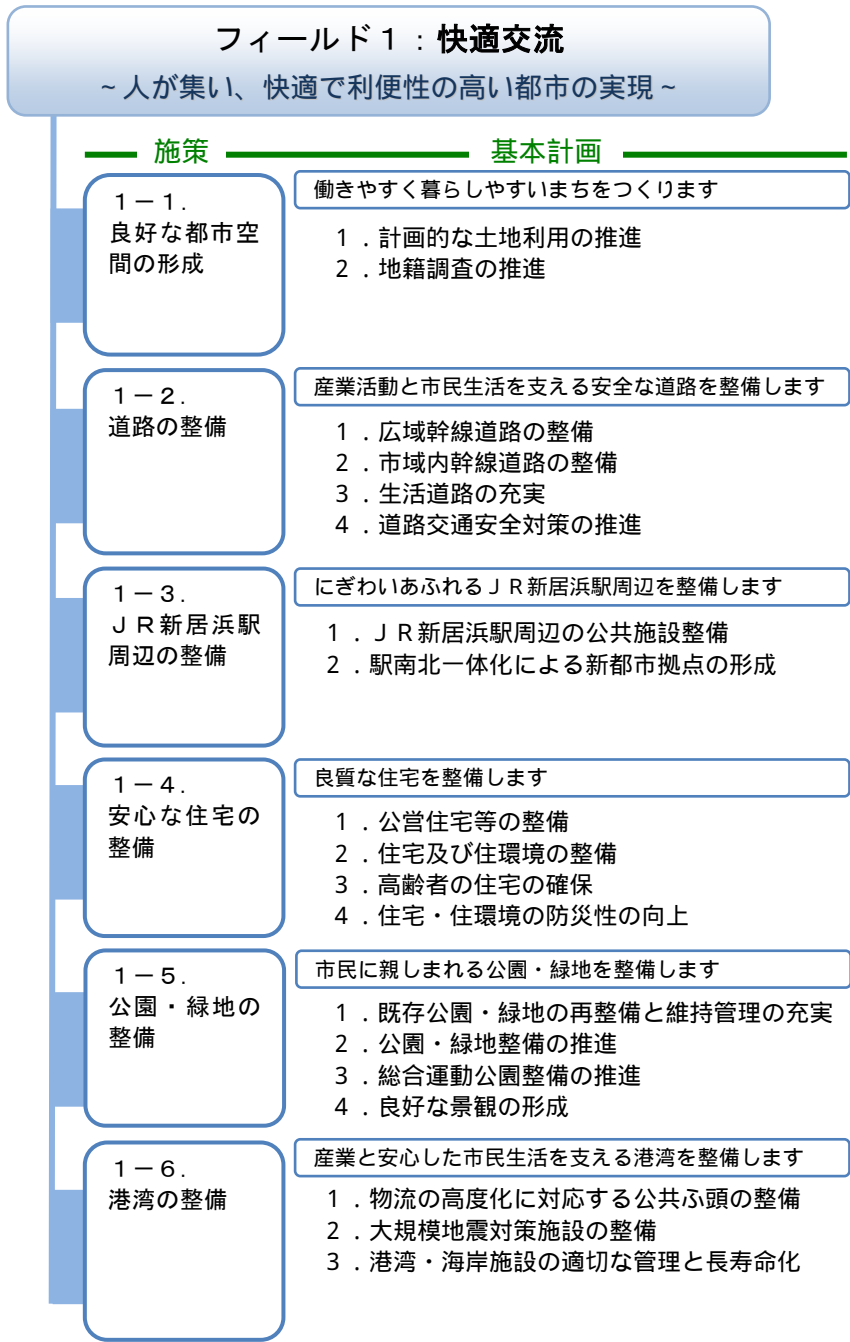 フィールド１：快適交流
~人が集い、快適で利便性の高い都市の実現~
施策
基本計画
１－１．
良好な都市空
間の形成
働きやすく暮らしやすいまちをつくります
１．計画的な土地利用の推進
２．地籍調査の推進
１－２．
道路の整備
産業活動と市民生活を支える安全な道路を整備します
１．広域幹線道路の整備
２．市域内幹線道路の整備
３．生活道路の充実
４．道路交通安全対策の推進
１－３．
ＪＲ新居浜駅
周辺の整備
にぎわいあふれるＪＲ新居浜駅周辺を整備します
１．ＪＲ新居浜駅周辺の公共施設整備
２．駅南北一体化による新都市拠点の形成
１－４．
安心な住宅の
整備
良質な住宅を整備します
１．公営住宅等の整備
２．住宅及び住環境の整備
３．高齢者の住宅の確保
４．住宅・住環境の防災性の向上
１－５．
公園・緑地の
整備
市民に親しまれる公園・緑地を整備します
１．既存公園・緑地の再整備と維持管理の充実
２．公園・緑地整備の推進
３．総合運動公園整備の推進
４．良好な景観の形成
１－６．
港湾の整備
産業と安心した市民生活を支える港湾を整備します
１．物流の高度化に対応する公共ふ頭の整備
２．大規模地震対策施設の整備
３．港湾・海岸施設の適切な管理と長寿命化